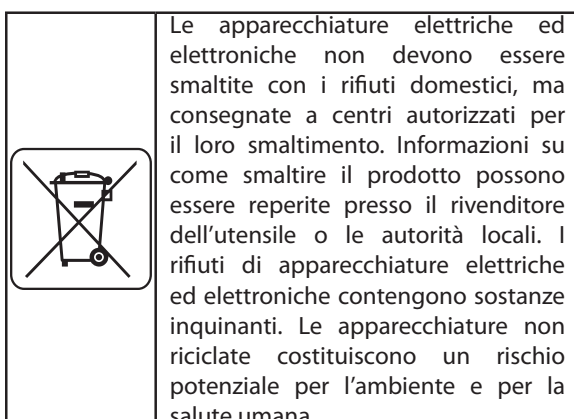 Le apparecchiature elettriche ed
elettroniche non devono essere
smaltite con i rifiuti domestici, ma
consegnate a centri autorizzati per
il loro smaltimento. Informazioni su
come smaltire il prodotto possono
essere reperite presso il rivenditore
dell’utensile o le autorità locali. I
rifiuti di apparecchiature elettriche
ed elettroniche contengono sostanze
inquinanti. Le apparecchiature non
riciclate costituiscono un rischio
potenziale per l’ambiente e per la
salute umana